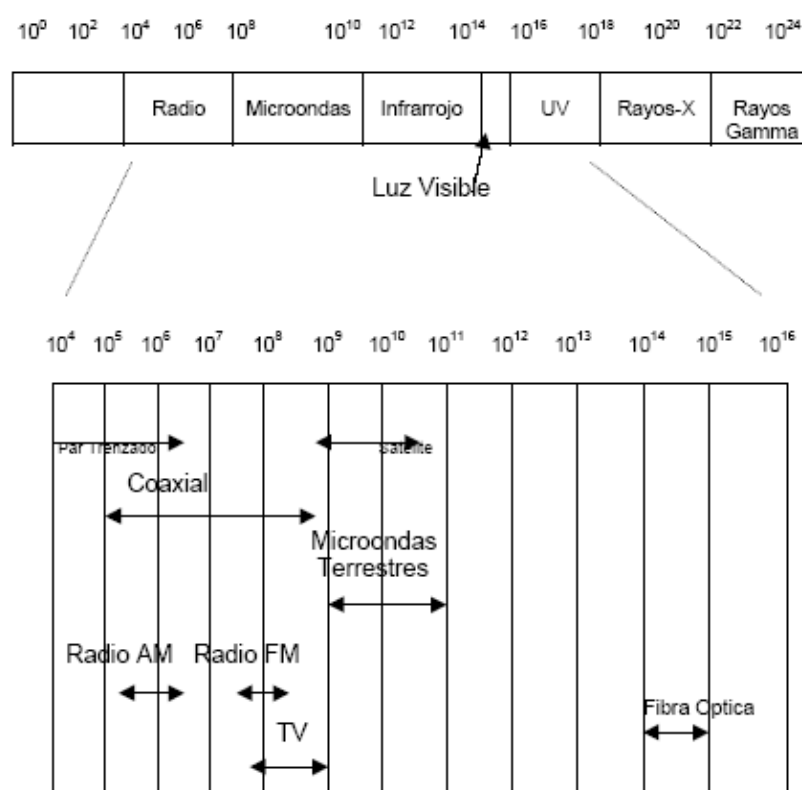 10⁰ 10² 10⁴ 10⁶ 10⁸ 10¹⁰ 10¹² 10¹⁴ 10¹⁶ 10¹⁸ 10²⁰ 10²² 10²⁴
Radio Microondas Infrarrojo UV Rayos-X Rayos
Gamma
Luz Visible
10⁴ 10⁵ 10⁶ 10⁷ 10⁸ 10⁹ 10¹⁰ 10¹¹ 10¹² 10¹³ 10¹⁴ 10¹⁵ 10¹⁶
Par Trenzado Satelite
Coaxial
Microondas
Terrestres
Radio AM Radio FM
Fibra Optica
TV